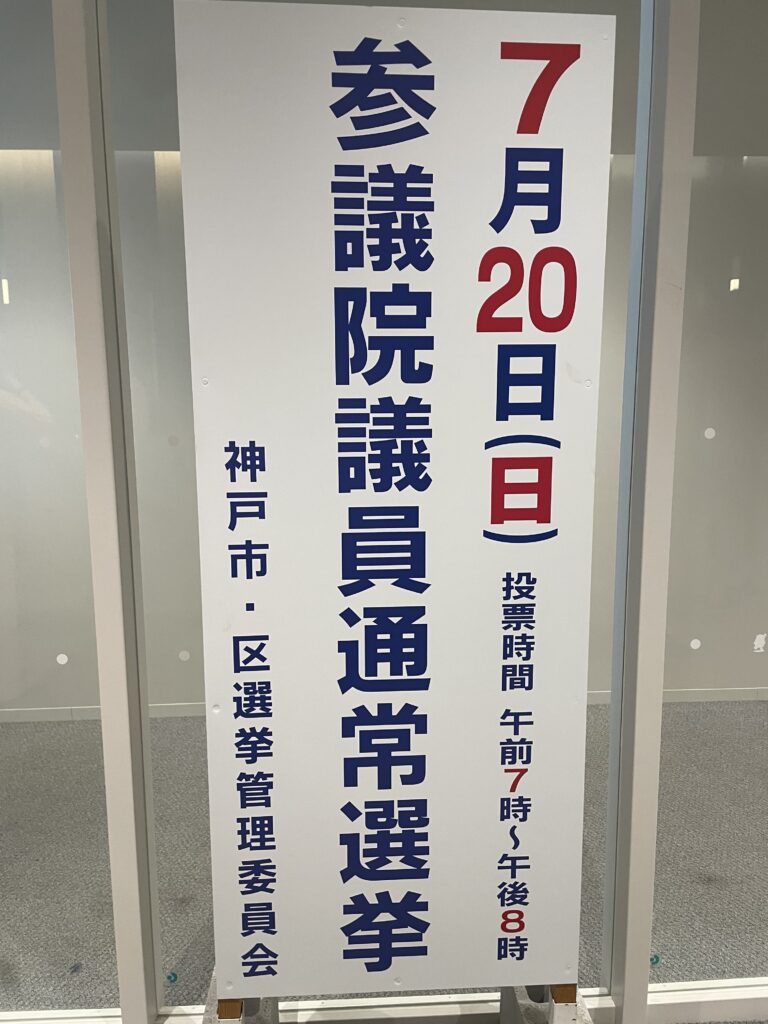 7月20日(日) 投票時間 午前7時～午後8時
参議院議員通常選挙
神戸市・区選挙管理委員会